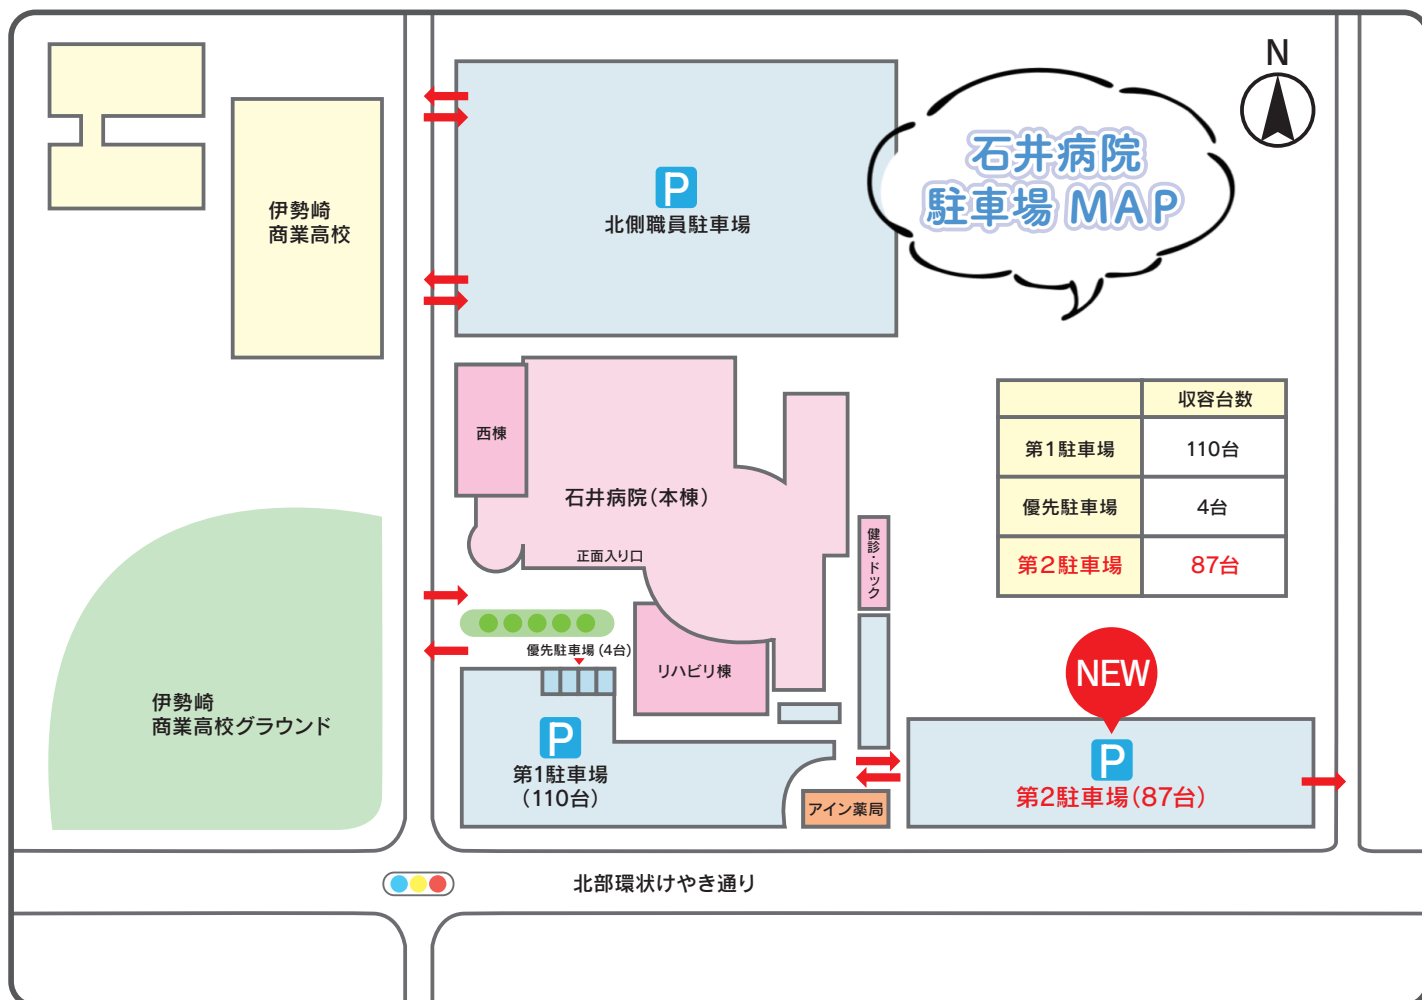 N
石井病院
駐車場 MAP
P
北側職員駐車場
伊勢崎
商業高校
西棟
石井病院（本棟）
正面入り口
健診・ドック
収容台数
第1駐車場 110台
優先駐車場 4台
第2駐車場 87台
優先駐車場（4台）
リハビリ棟
伊勢崎
商業高校グラウンド
P
第1駐車場
（110台）
アイン薬局
NEW
P
第2駐車場（87台）
北部環状けやき通り